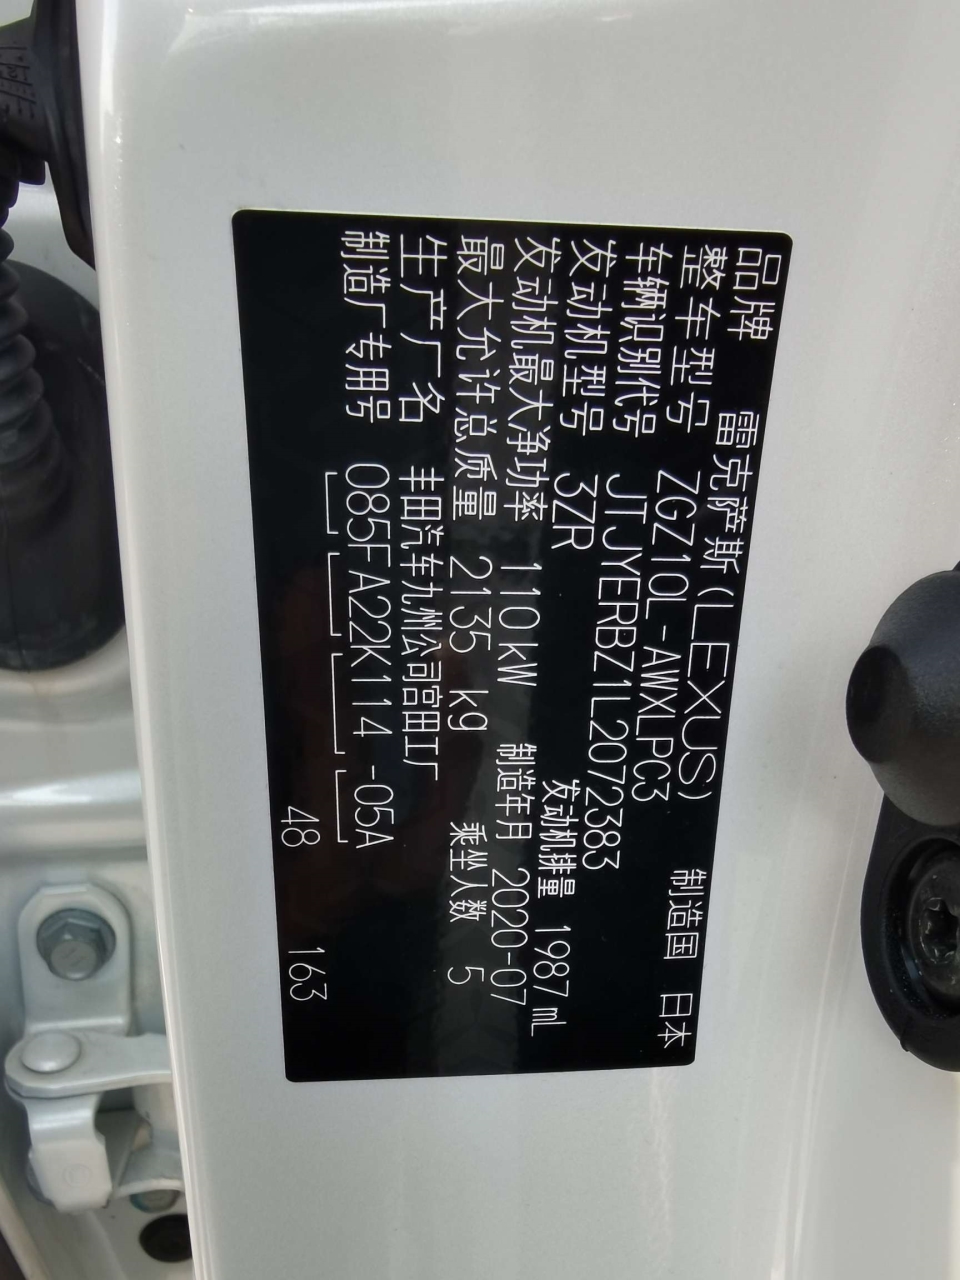 品牌 雷克萨斯(LEXUS) 制造国 日本
整车型号 ZGZ10L-AWXLPC3
车辆识别代号 JTJYERBZ1L2072383
发动机型号 3ZR 发动机排量 1987 mL
发动机最大净功率 110kW 制造年月 2020-07
最大允许总质量 2135 kg 乘坐人数 5
生产厂名 丰田汽车九州公司宫田工厂
制造厂专用号 085FA22K114 -05A
48 163